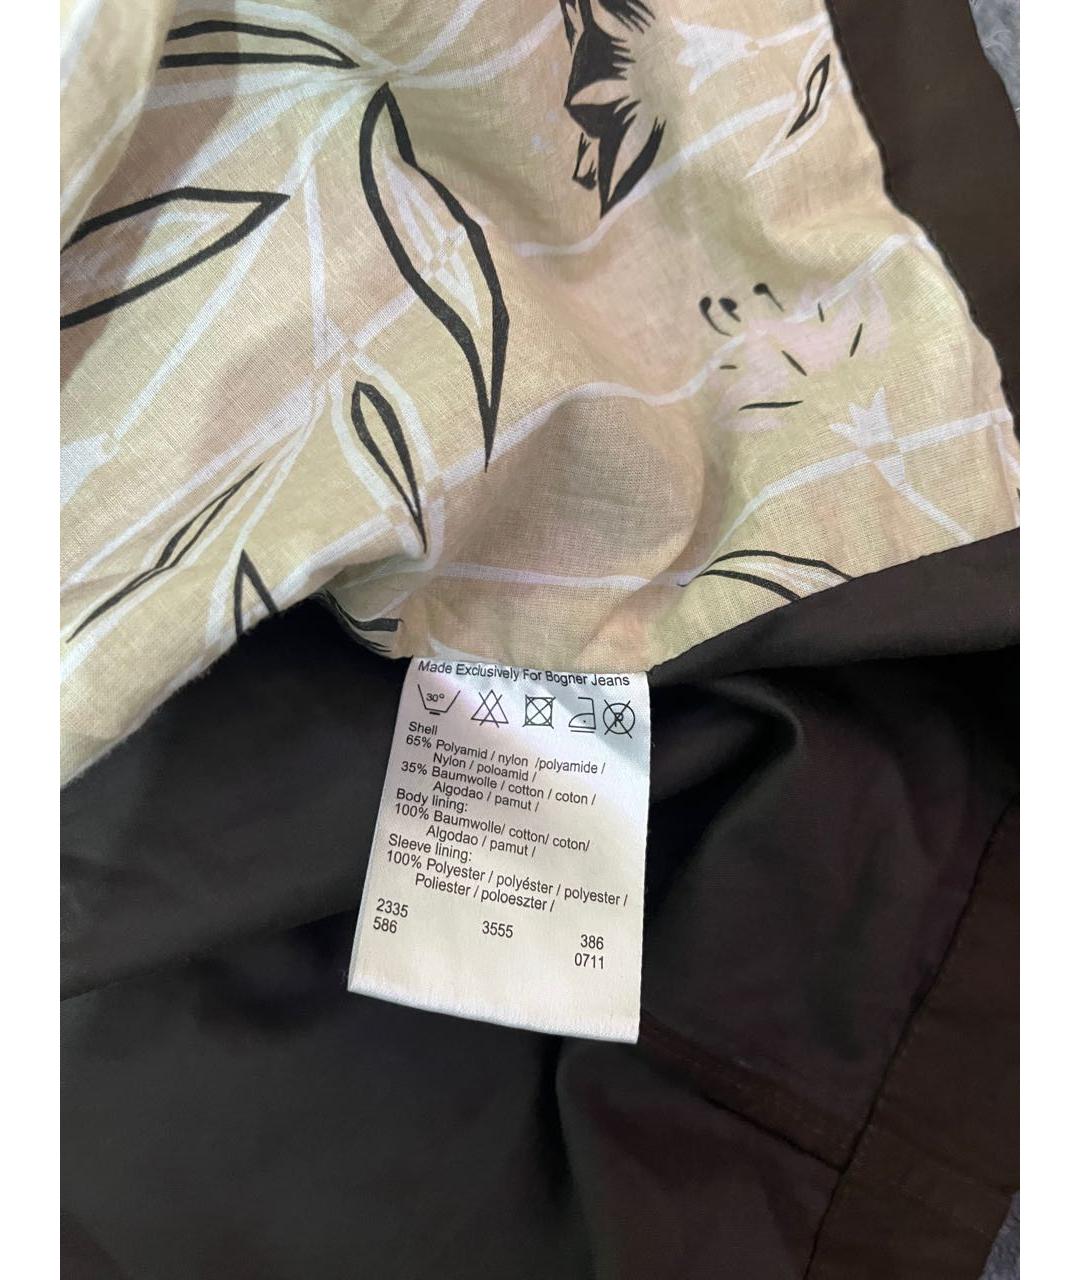 Made Exclusively For Bogner Jeans
30°
P
Shell
65% Polyamid / nylon /polyamide /
Nylon / poloamid /
35% Baumwolle / cotton / coton /
Algodao / pamut /
Body lining:
100% Baumwolle/ cotton/ coton/
Algodao / pamut /
Sleeve lining:
100% Polyester / polyéster / polyester /
Poliester / poloeszter /
2335
586 3555 386
0711